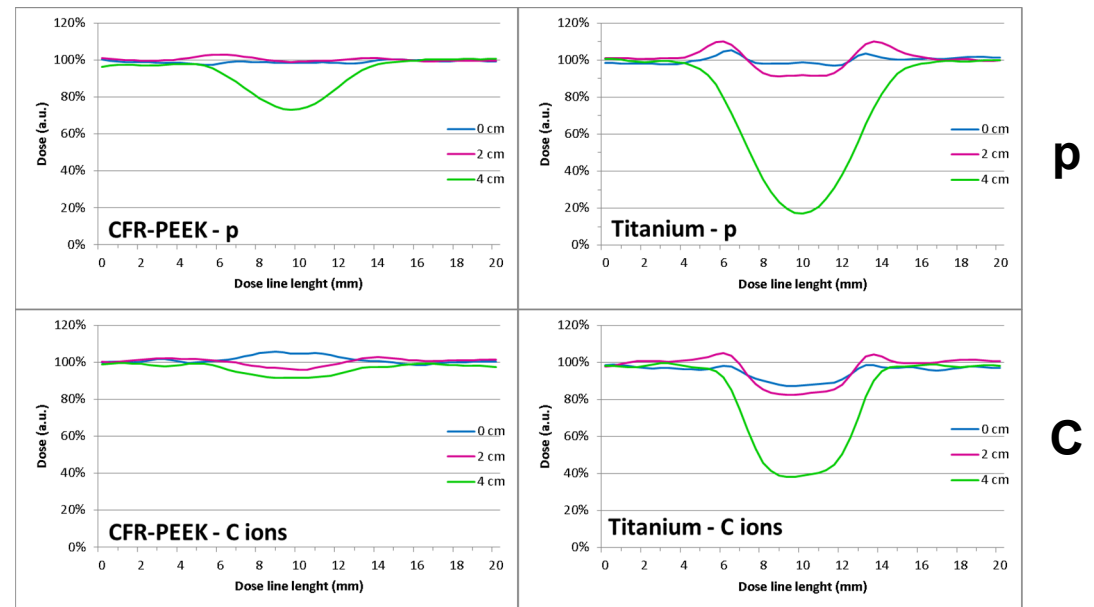 120%
100%
80%
60%
40%
20%
0%
Dose (a.u.)
0 cm
2 cm
4 cm
CFR-PEEK - p
0 2 4 6 8 10 12 14 16 18 20
Dose line lenght (mm)
120%
100%
80%
60%
40%
20%
0%
Dose (a.u.)
0 cm
2 cm
4 cm
Titanium - p
0 2 4 6 8 10 12 14 16 18 20
Dose line lenght (mm)
p
120%
100%
80%
60%
40%
20%
0%
Dose (a.u.)
0 cm
2 cm
4 cm
CFR-PEEK - C ions
0 2 4 6 8 10 12 14 16 18 20
Dose line lenght (mm)
120%
100%
80%
60%
40%
20%
0%
Dose (a.u.)
0 cm
2 cm
4 cm
Titanium - C ions
0 2 4 6 8 10 12 14 16 18 20
Dose line lenght (mm)
C